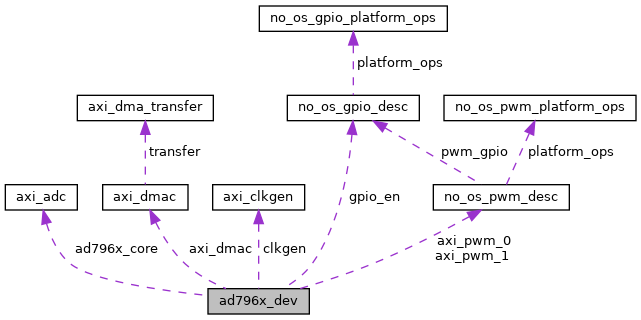 no_os_gpio_platform_ops
platform_ops
axi_dma_transfer
no_os_gpio_desc
no_os_pwm_platform_ops
transfer
pwm_gpio
platform_ops
axi_adc
axi_dmac
axi_clkgen
gpio_en
no_os_pwm_desc
ad796x_core
axi_dmac
clkgen
axi_pwm_0
axi_pwm_1
ad796x_dev